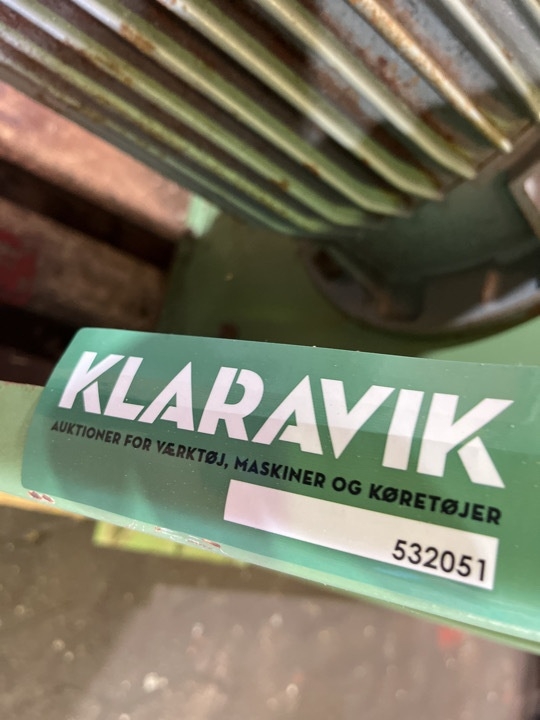 KLARAVIK
AUKTIONER FOR VÆRKTØJ, MASKINER OG KØRETØJER
532051